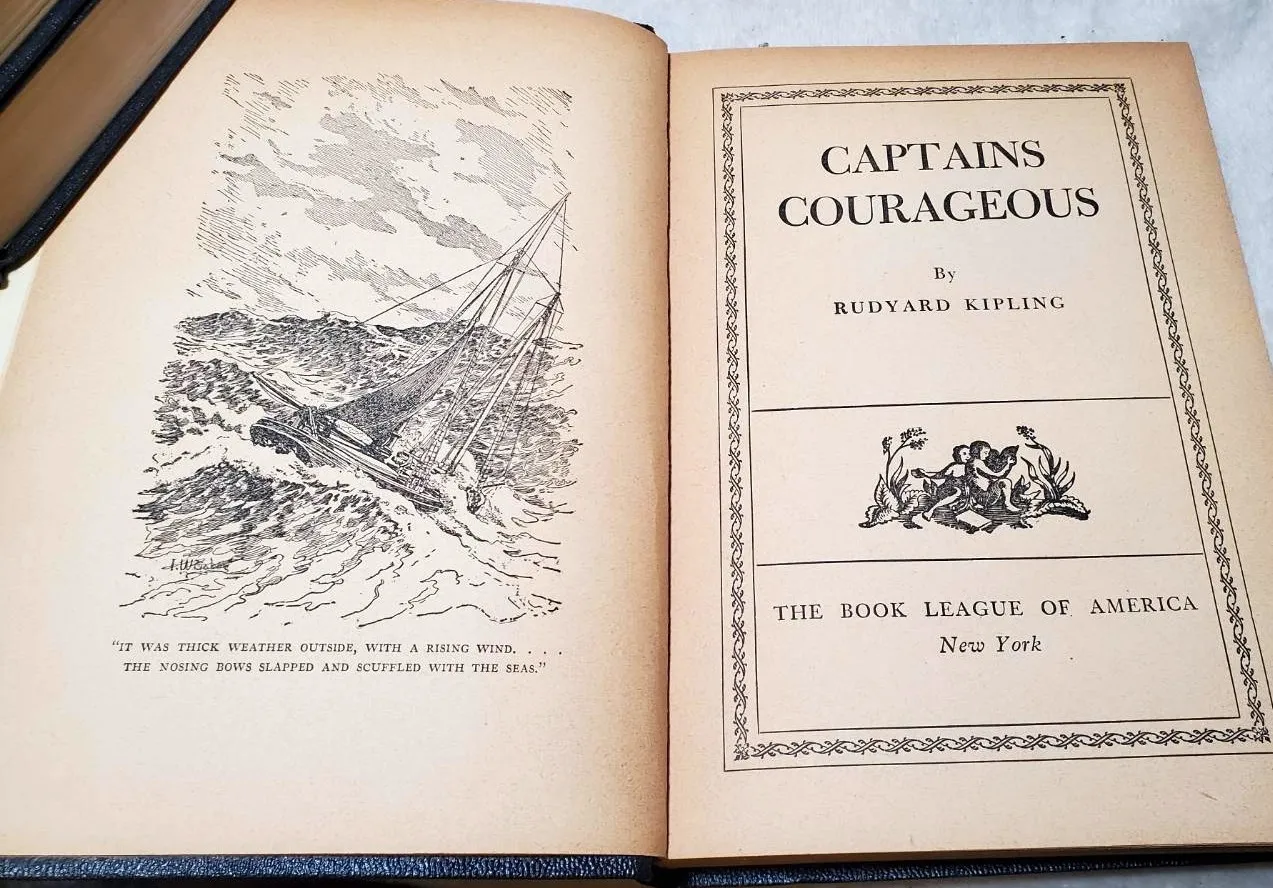 "IT WAS THICK WEATHER OUTSIDE, WITH A RISING WIND. . . .
THE NOSING BOWS SLAPPED AND SCUFFLED WITH THE SEAS."
CAPTAINS
COURAGEOUS
By
RUDYARD KIPLING
THE BOOK LEAGUE OF AMERICA
New York